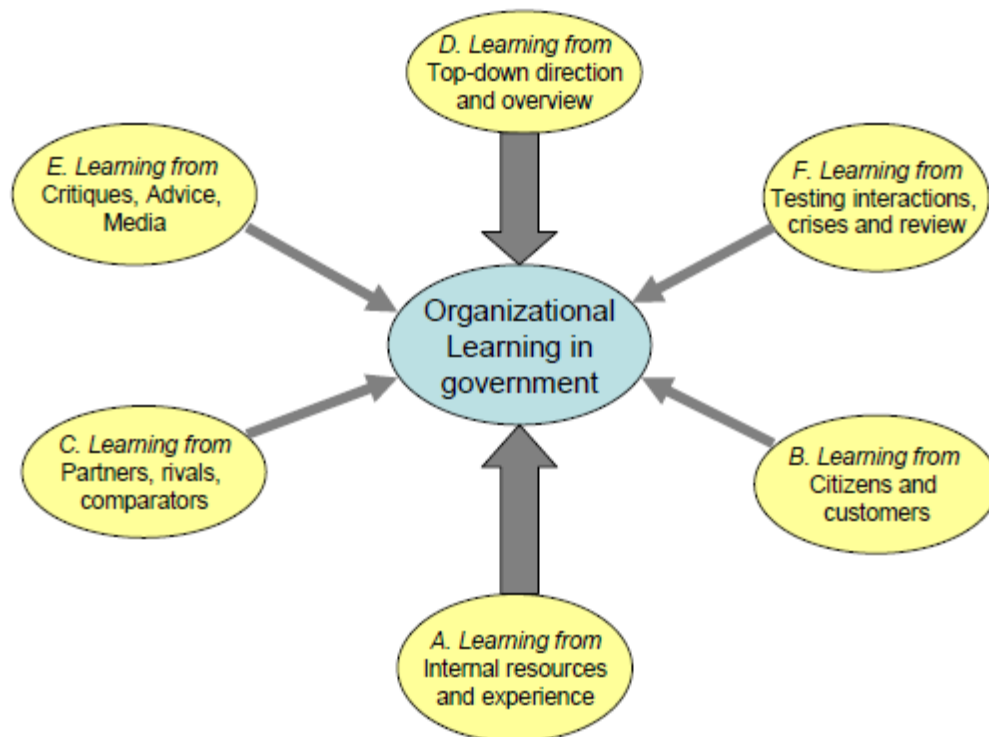 D. Learning from
Top-down direction
and overview
E. Learning from
Critiques, Advice,
Media
F. Learning from
Testing interactions,
crises and review
Organizational
Learning in
government
C. Learning from
Partners, rivals,
comparators
B. Learning from
Citizens and
customers
A. Learning from
Internal resources
and experience